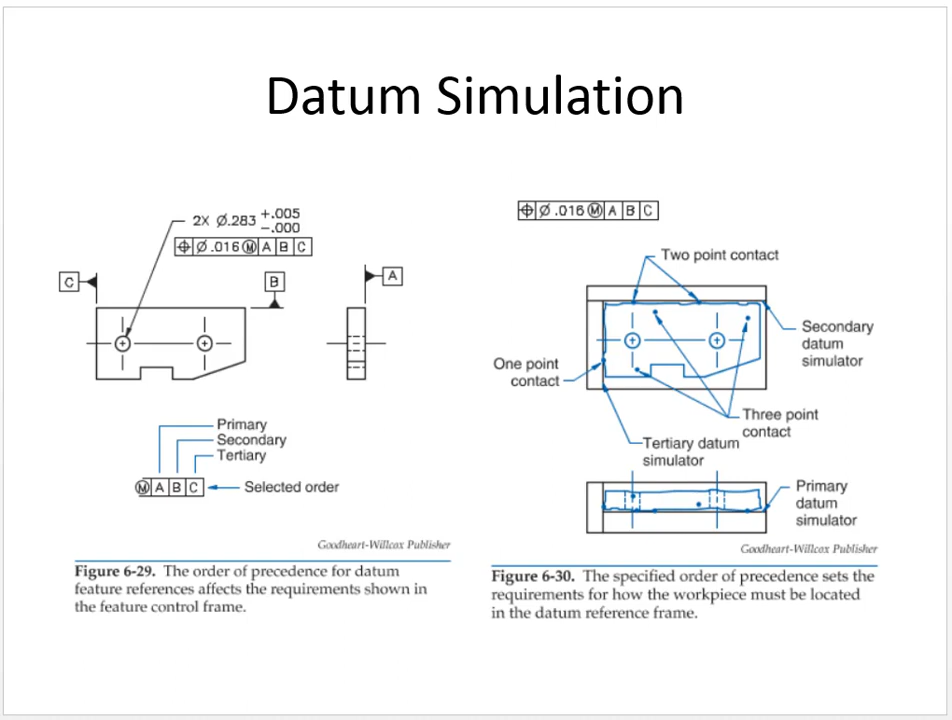 Datum Simulation
2X Ø.283 +.005
−.000
⌖ Ø.016 Ⓜ A B C
C
B
A
Primary
Secondary
Tertiary
Ⓜ A B C
Selected order
Goodheart-Willcox Publisher
Figure 6-29. The order of precedence for datum
feature references affects the requirements shown in
the feature control frame.
⌖ Ø.016 Ⓜ A B C
Two point contact
Secondary
datum
simulator
One point
contact
Three point
contact
Tertiary datum
simulator
Primary
datum
simulator
Goodheart-Willcox Publisher
Figure 6-30. The specified order of precedence sets the
requirements for how the workpiece must be located
in the datum reference frame.